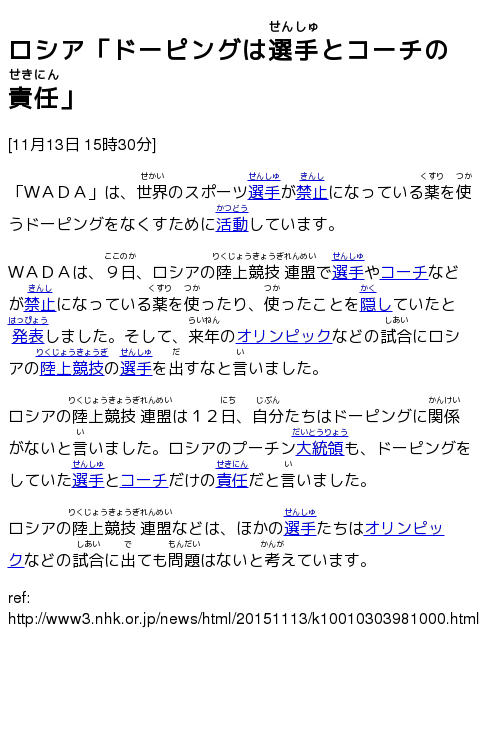 ロシア「ドーピングは選手とコーチの
責任」
[11月13日 15時30分]
「WADA」は、世界のスポーツ選手が禁止になっている薬を使
うドーピングをなくすために活動しています。
WADAは、９日、ロシアの陸上競技 連盟で選手やコーチなど
が禁止になっている薬を使ったり、使ったことを隠していたと
発表しました。そして、来年のオリンピックなどの試合にロシ
アの陸上競技の選手を出すなと言いました。
ロシアの陸上競技 連盟は１２日、自分たちはドーピングに関係
がないと言いました。ロシアのプーチン大統領も、ドーピングを
していた選手とコーチだけの責任だと言いました。
ロシアの陸上競技 連盟などは、ほかの選手たちはオリンピッ
クなどの試合に出ても問題はないと考えています。
ref:
http://www3.nhk.or.jp/news/html/20151113/k10010303981000.html